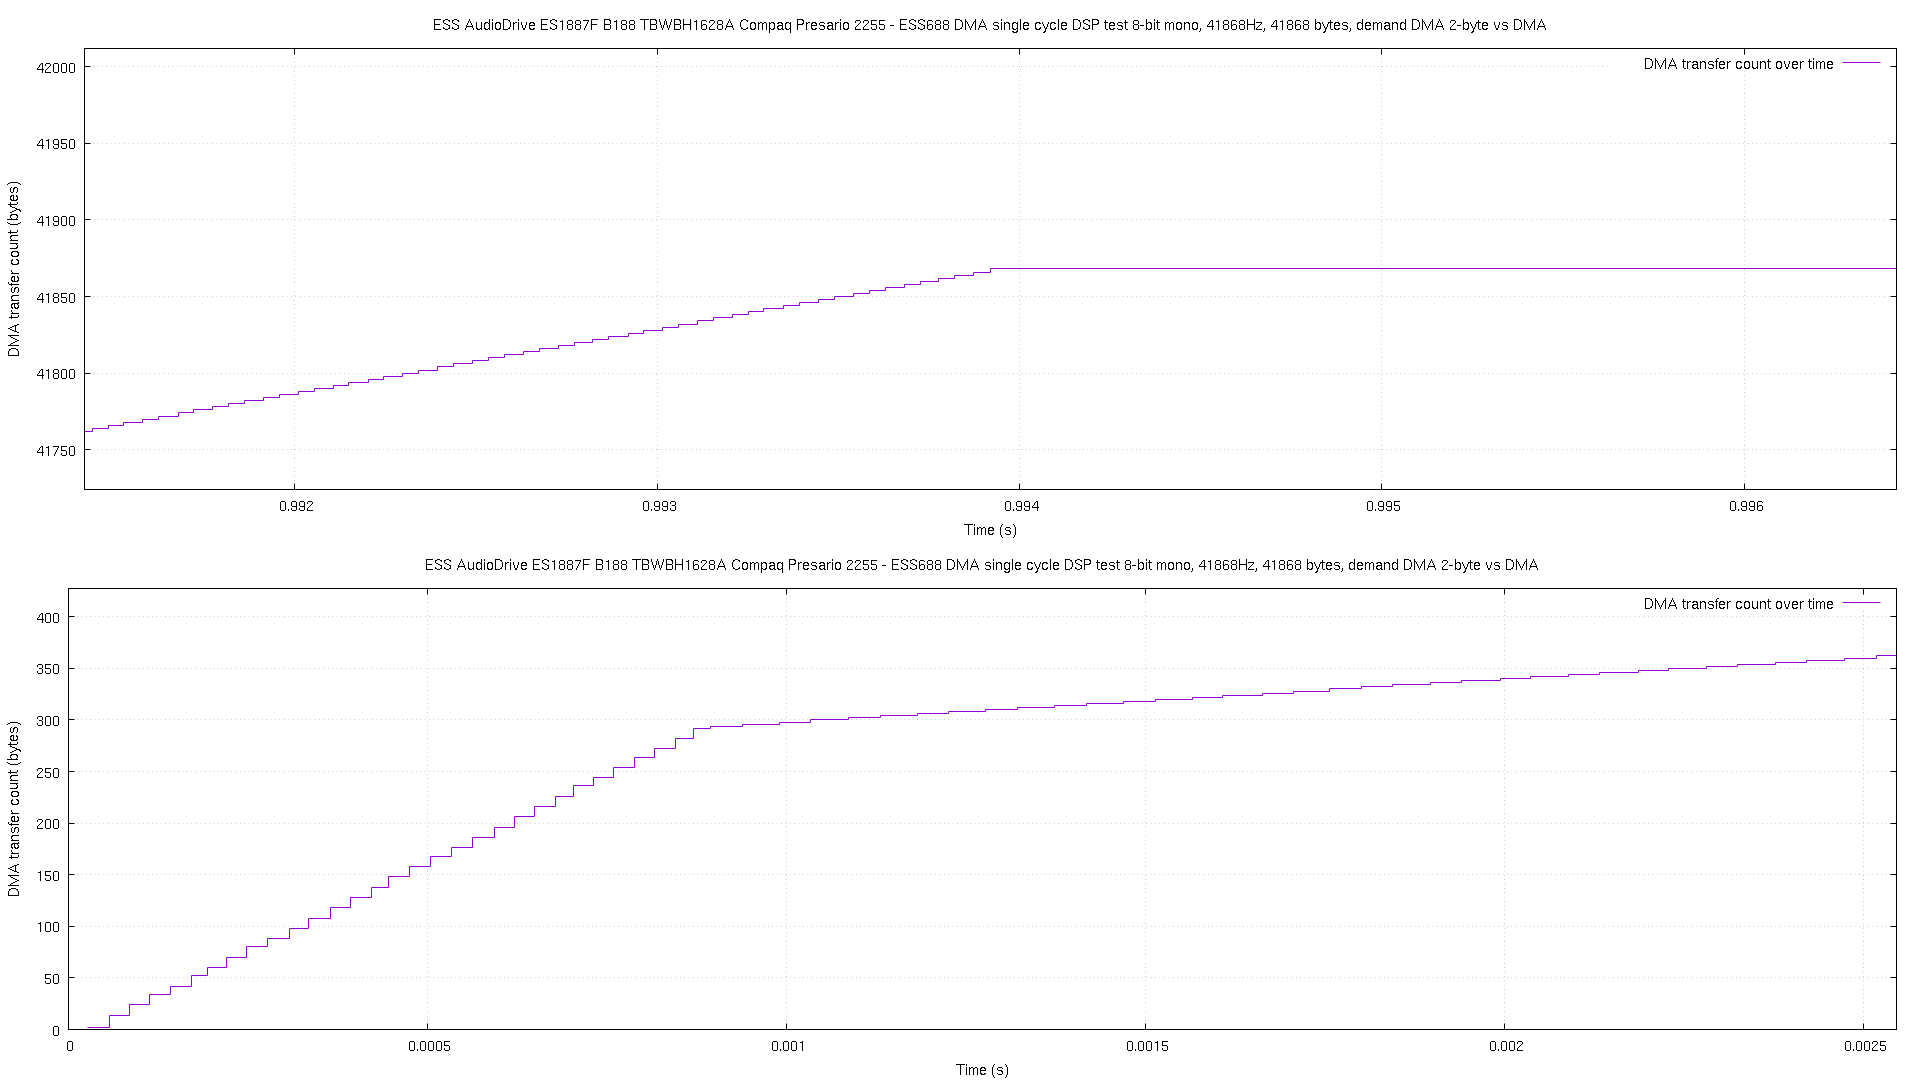 ESS AudioDrive ES1887F B188 TBWBH1628A Compaq Presario 2255 - ESS688 DMA single cycle DSP test 8-bit mono, 41868Hz, 41868 bytes, demand DMA 2-byte vs DMA
DMA transfer count over time
DMA transfer count (bytes)
42000
41950
41900
41850
41800
41750
0.992 0.993 0.994 0.995 0.996
Time (s)
ESS AudioDrive ES1887F B188 TBWBH1628A Compaq Presario 2255 - ESS688 DMA single cycle DSP test 8-bit mono, 41868Hz, 41868 bytes, demand DMA 2-byte vs DMA
DMA transfer count over time
DMA transfer count (bytes)
400
350
300
250
200
150
100
50
0
0 0.0005 0.001 0.0015 0.002 0.0025
Time (s)